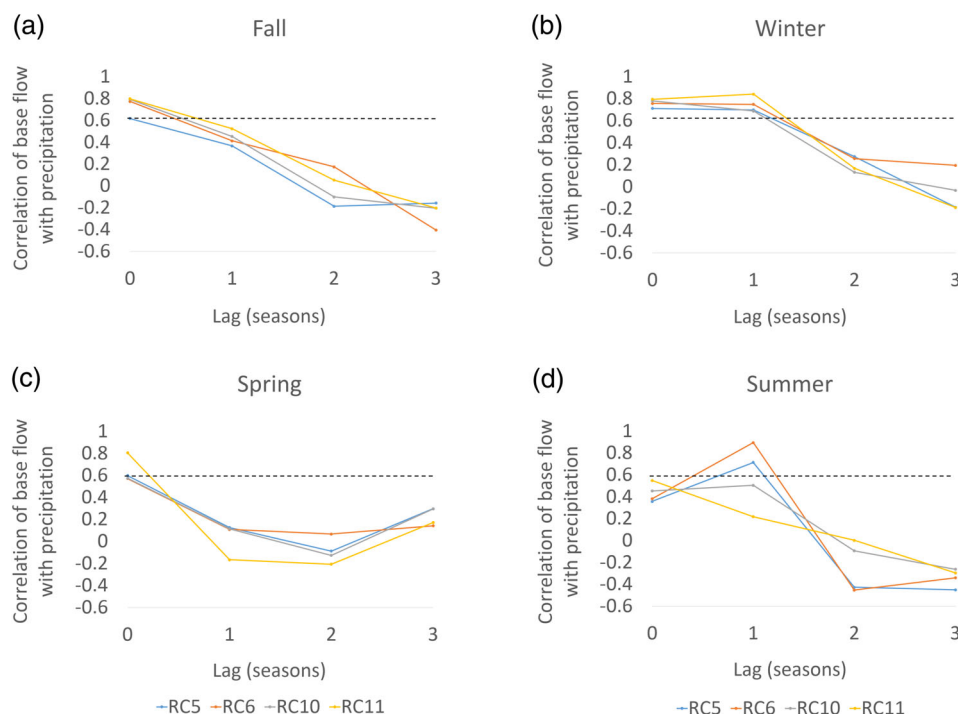 (a)
Fall
Correlation of base flow
with precipitation
1
0.8
0.6
0.4
0.2
0
-0.2
-0.4
-0.6
0 1 2 3
Lag (seasons)
(b)
Winter
Correlation of base flow
with precipitation
1
0.8
0.6
0.4
0.2
0
-0.2
-0.4
-0.6
0 1 2 3
Lag (seasons)
(c)
Spring
Correlation of base flow
with precipitation
1
0.8
0.6
0.4
0.2
0
-0.2
-0.4
-0.6
0 1 2 3
Lag (seasons)
RC5 RC6 RC10 RC11
(d)
Summer
Correlation of base flow
with precipitation
1
0.8
0.6
0.4
0.2
0
-0.2
-0.4
-0.6
0 1 2 3
Lag (seasons)
RC5 RC6 RC10 RC11